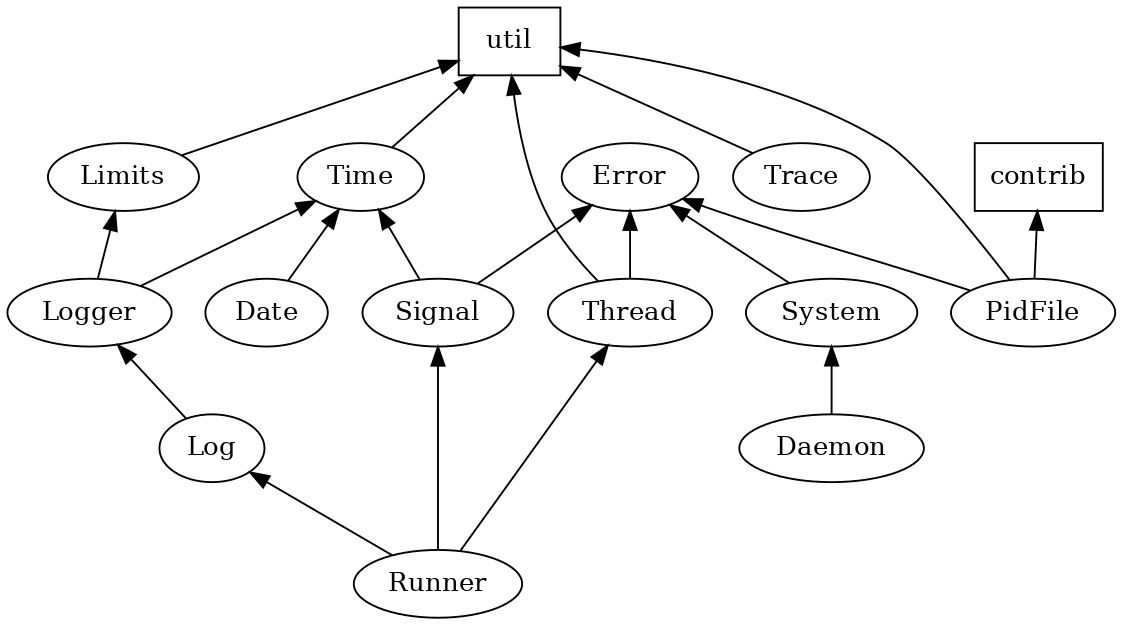 util
Limits
Time
Error
Trace
contrib
Logger
Date
Signal
Thread
System
PidFile
Log
Daemon
Runner